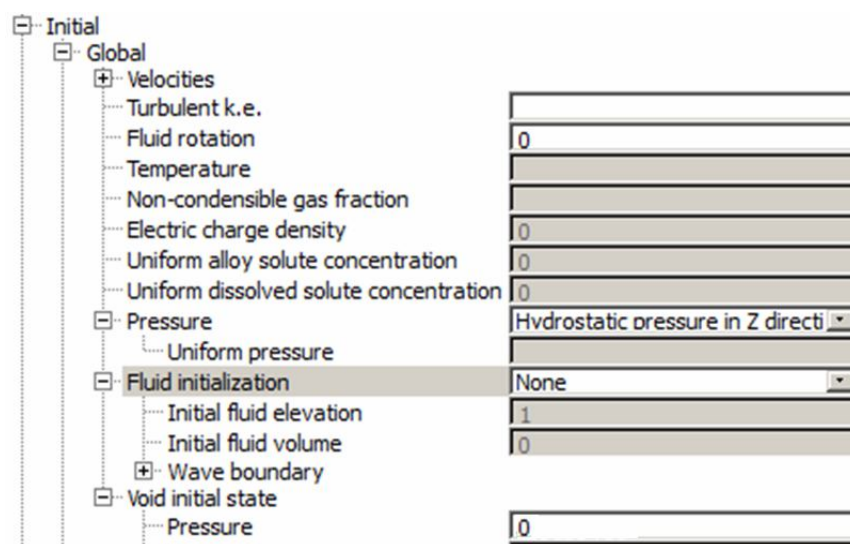 Initial
Global
Velocities
Turbulent k.e.
Fluid rotation 0
Temperature
Non-condensible gas fraction
Electric charge density 0
Uniform alloy solute concentration 0
Uniform dissolved solute concentration 0
Pressure Hydrostatic pressure in Z directi
Uniform pressure
Fluid initialization None
Initial fluid elevation 1
Initial fluid volume 0
Wave boundary
Void initial state
Pressure 0